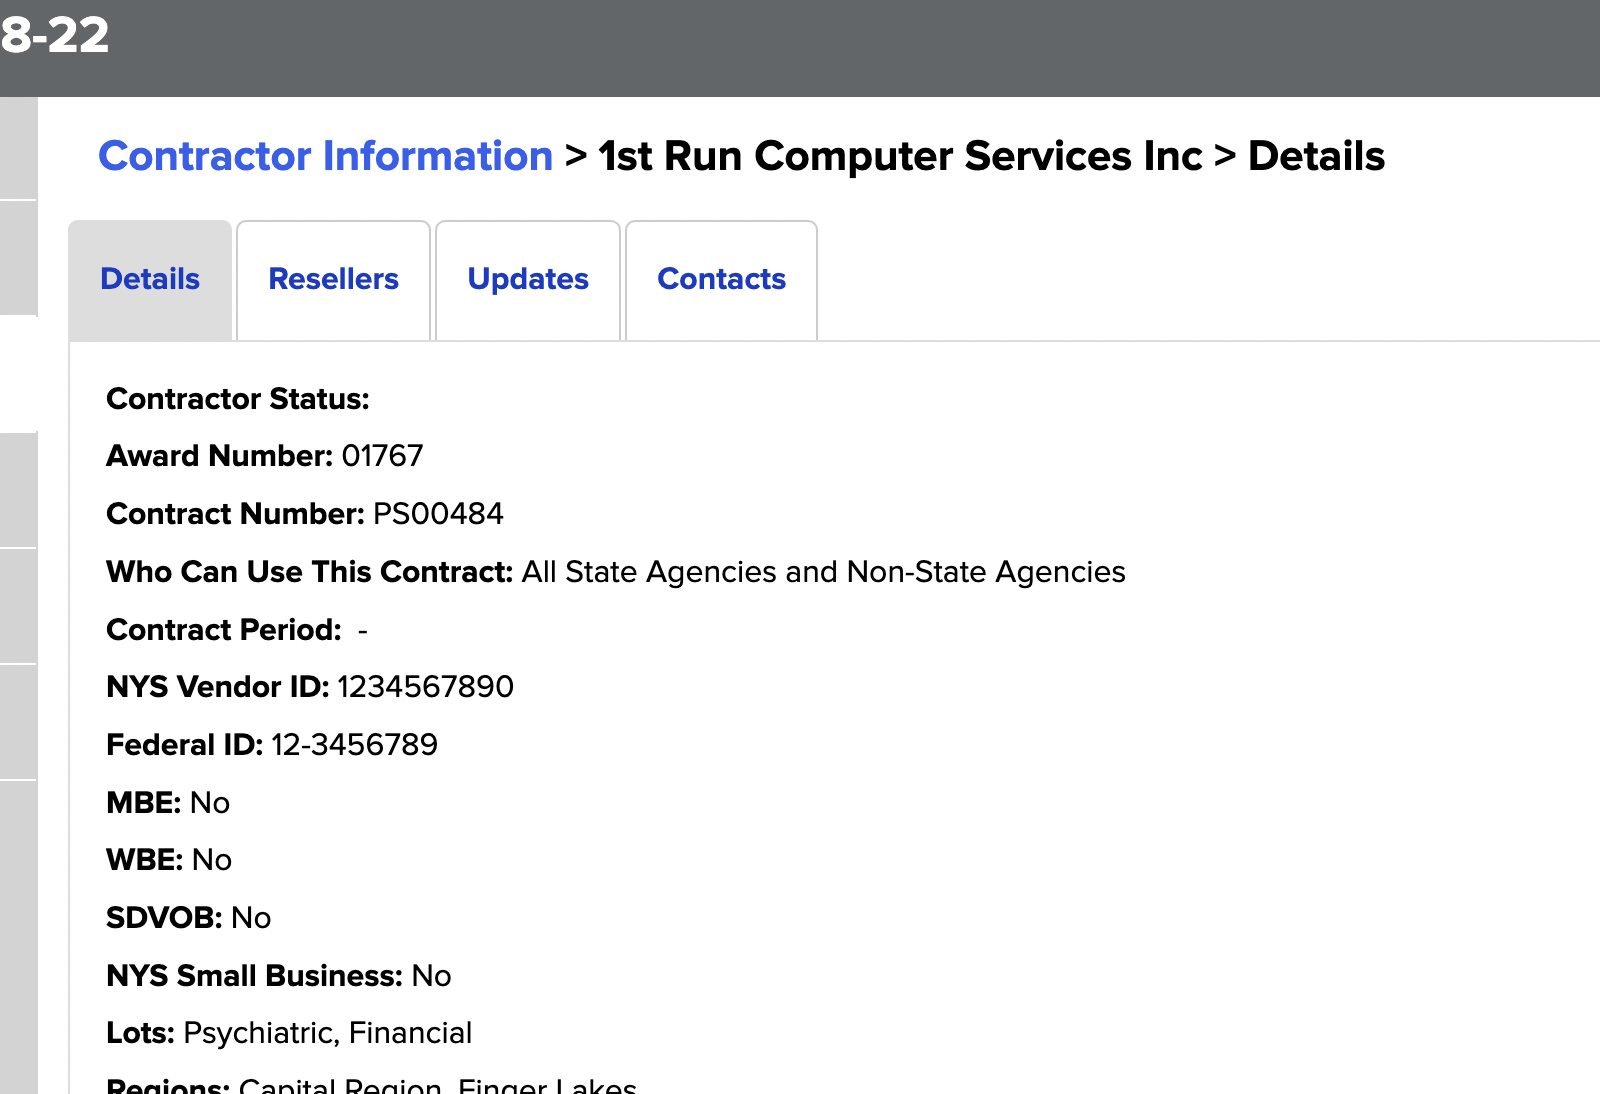 8-22
Contractor Information > 1st Run Computer Services Inc > Details
Details
Resellers
Updates
Contacts
Contractor Status:
Award Number: 01767
Contract Number: PS00484
Who Can Use This Contract: All State Agencies and Non-State Agencies
Contract Period: -
NYS Vendor ID: 1234567890
Federal ID: 12-3456789
MBE: No
WBE: No
SDVOB: No
NYS Small Business: No
Lots: Psychiatric, Financial
Regions: Capital Region, Finger Lakes